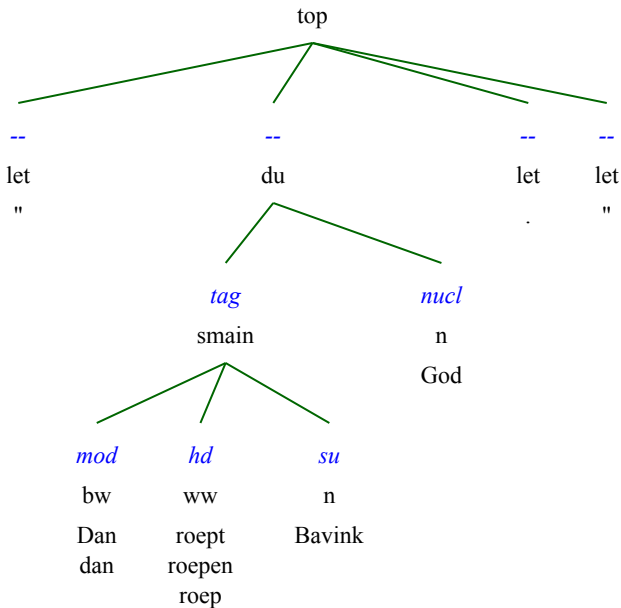 top
-- -- -- --
let du let let
" . "
tag nucl
smain n
God
mod hd su
bw ww n
Dan roept Bavink
dan roepen
roep